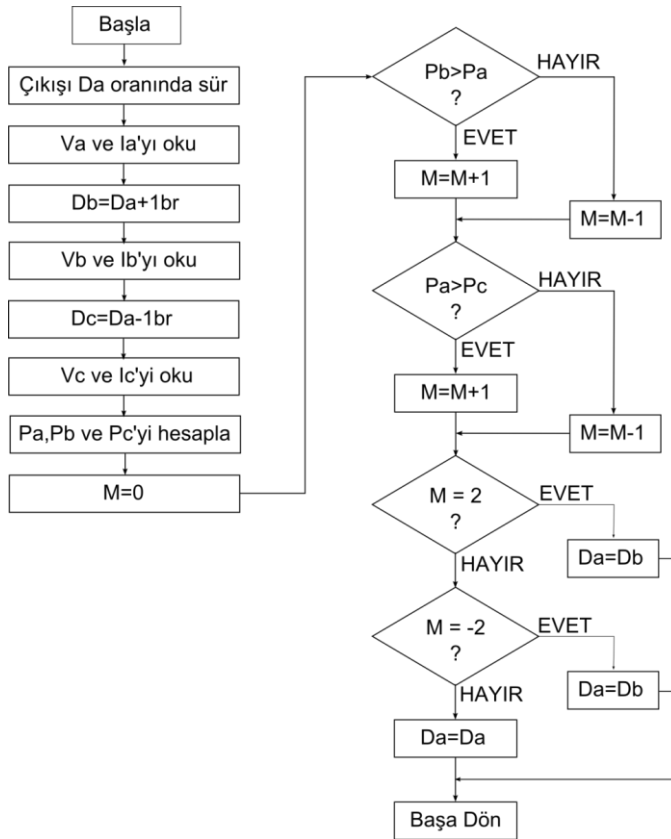 Başla
Çıkışı Da oranında sür
Va ve Ia'yı oku
Db=Da+1br
Vb ve Ib'yı oku
Dc=Da-1br
Vc ve Ic'yi oku
Pa,Pb ve Pc'yi hesapla
M=0
Pb>Pa
?
HAYIR
EVET
M=M+1
M=M-1
Pa>Pc
?
HAYIR
EVET
M=M+1
M=M-1
M = 2
?
EVET
Da=Db
HAYIR
M = -2
?
EVET
Da=Db
HAYIR
Da=Da
Başa Dön